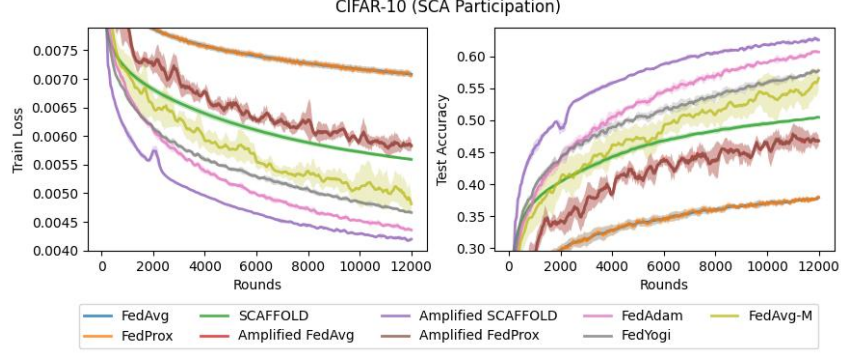 CIFAR-10 (SCA Participation)
0.0075
0.0070
0.0065
0.0060
0.0055
0.0050
0.0045
0.0040
Train Loss
0 2000 4000 6000 8000 10000 12000
Rounds
0.60
0.55
0.50
0.45
0.40
0.35
0.30
Test Accuracy
0 2000 4000 6000 8000 10000 12000
Rounds
FedAvg SCAFFOLD Amplified SCAFFOLD FedAdam FedAvg-M
FedProx Amplified FedAvg Amplified FedProx FedYogi